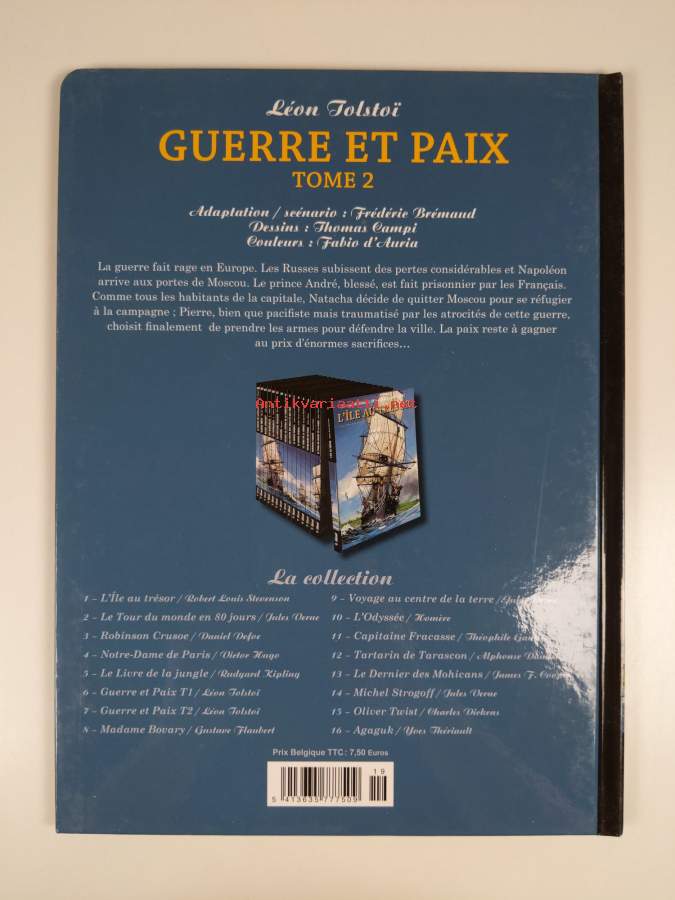 Léon Tolstoï
GUERRE ET PAIX
TOME 2
Adaptation / scénario : Frédéric Brémaud
Dessins : Thomas Campi
Couleurs : Fabio d'Auria
La guerre fait rage en Europe. Les Russes subissent des pertes considérables et Napoléon
arrive aux portes de Moscou. Le prince André, blessé, est fait prisonnier par les Français.
Comme tous les habitants de la capitale, Natacha décide de quitter Moscou pour se réfugier
à la campagne ; Pierre, bien que pacifiste mais traumatisé par les atrocités de cette guerre,
choisit finalement de prendre les armes pour défendre la ville. La paix reste à gagner
au prix d'énormes sacrifices...
Antikvariaatti.net
L'ÎLE AU
La collection
1 - L'Île au trésor / Robert Louis Stevenson
2 - Le Tour du monde en 80 jours / Jules Verne
3 - Robinson Crusoe / Daniel Defoe
4 - Notre-Dame de Paris / Victor Hugo
5 - Le Livre de la jungle / Rudyard Kipling
6 - Guerre et Paix T1 / Léon Tolstoï
7 - Guerre et Paix T2 / Léon Tolstoï
8 - Madame Bovary / Gustave Flaubert
9 - Voyage au centre de la terre / Jules Verne
10 - L'Odyssée / Homère
11 - Capitaine Fracasse / Théophile
12 - Tartarin de Tarascon / Alphonse
13 - Le Dernier des Mohicans / James F.
14 - Michel Strogoff / Jules Verne
15 - Oliver Twist / Charles Dickens
16 - Agaguk / Yves Thériault
Prix Belgique TTC : 7,50 Euros
19
5 413635 777509